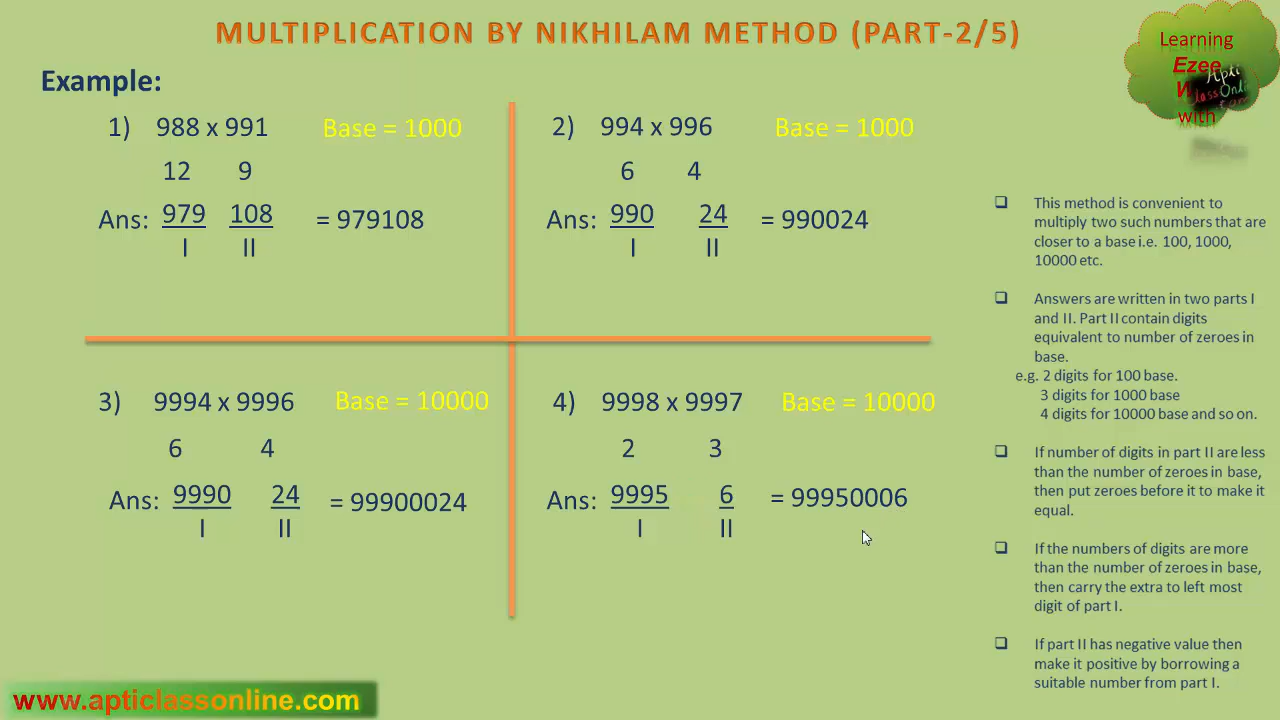 MULTIPLICATION BY NIKHILAM METHOD (PART-2/5)
Learning
Ezee
with
Apti
Class Online
Example:
1) 988 x 991 Base = 1000
12 9
Ans: 979 108 = 979108
I II
2) 994 x 996 Base = 1000
6 4
Ans: 990 24 = 990024
I II
3) 9994 x 9996 Base = 10000
6 4
Ans: 9990 24 = 99900024
I II
4) 9998 x 9997 Base = 10000
2 3
Ans: 9995 6 = 99950006
I II
This method is convenient to
multiply two such numbers that are
closer to a base i.e. 100, 1000,
10000 etc.
Answers are written in two parts I
and II. Part II contain digits
equivalent to number of zeroes in
base.
e.g. 2 digits for 100 base.
3 digits for 1000 base
4 digits for 10000 base and so on.
If number of digits in part II are less
than the number of zeroes in base,
then put zeroes before it to make it
equal.
If the numbers of digits are more
than the number of zeroes in base,
then carry the extra to left most
digit of part I.
If part II has negative value then
make it positive by borrowing a
suitable number from part I.
www.apticlassonline.com